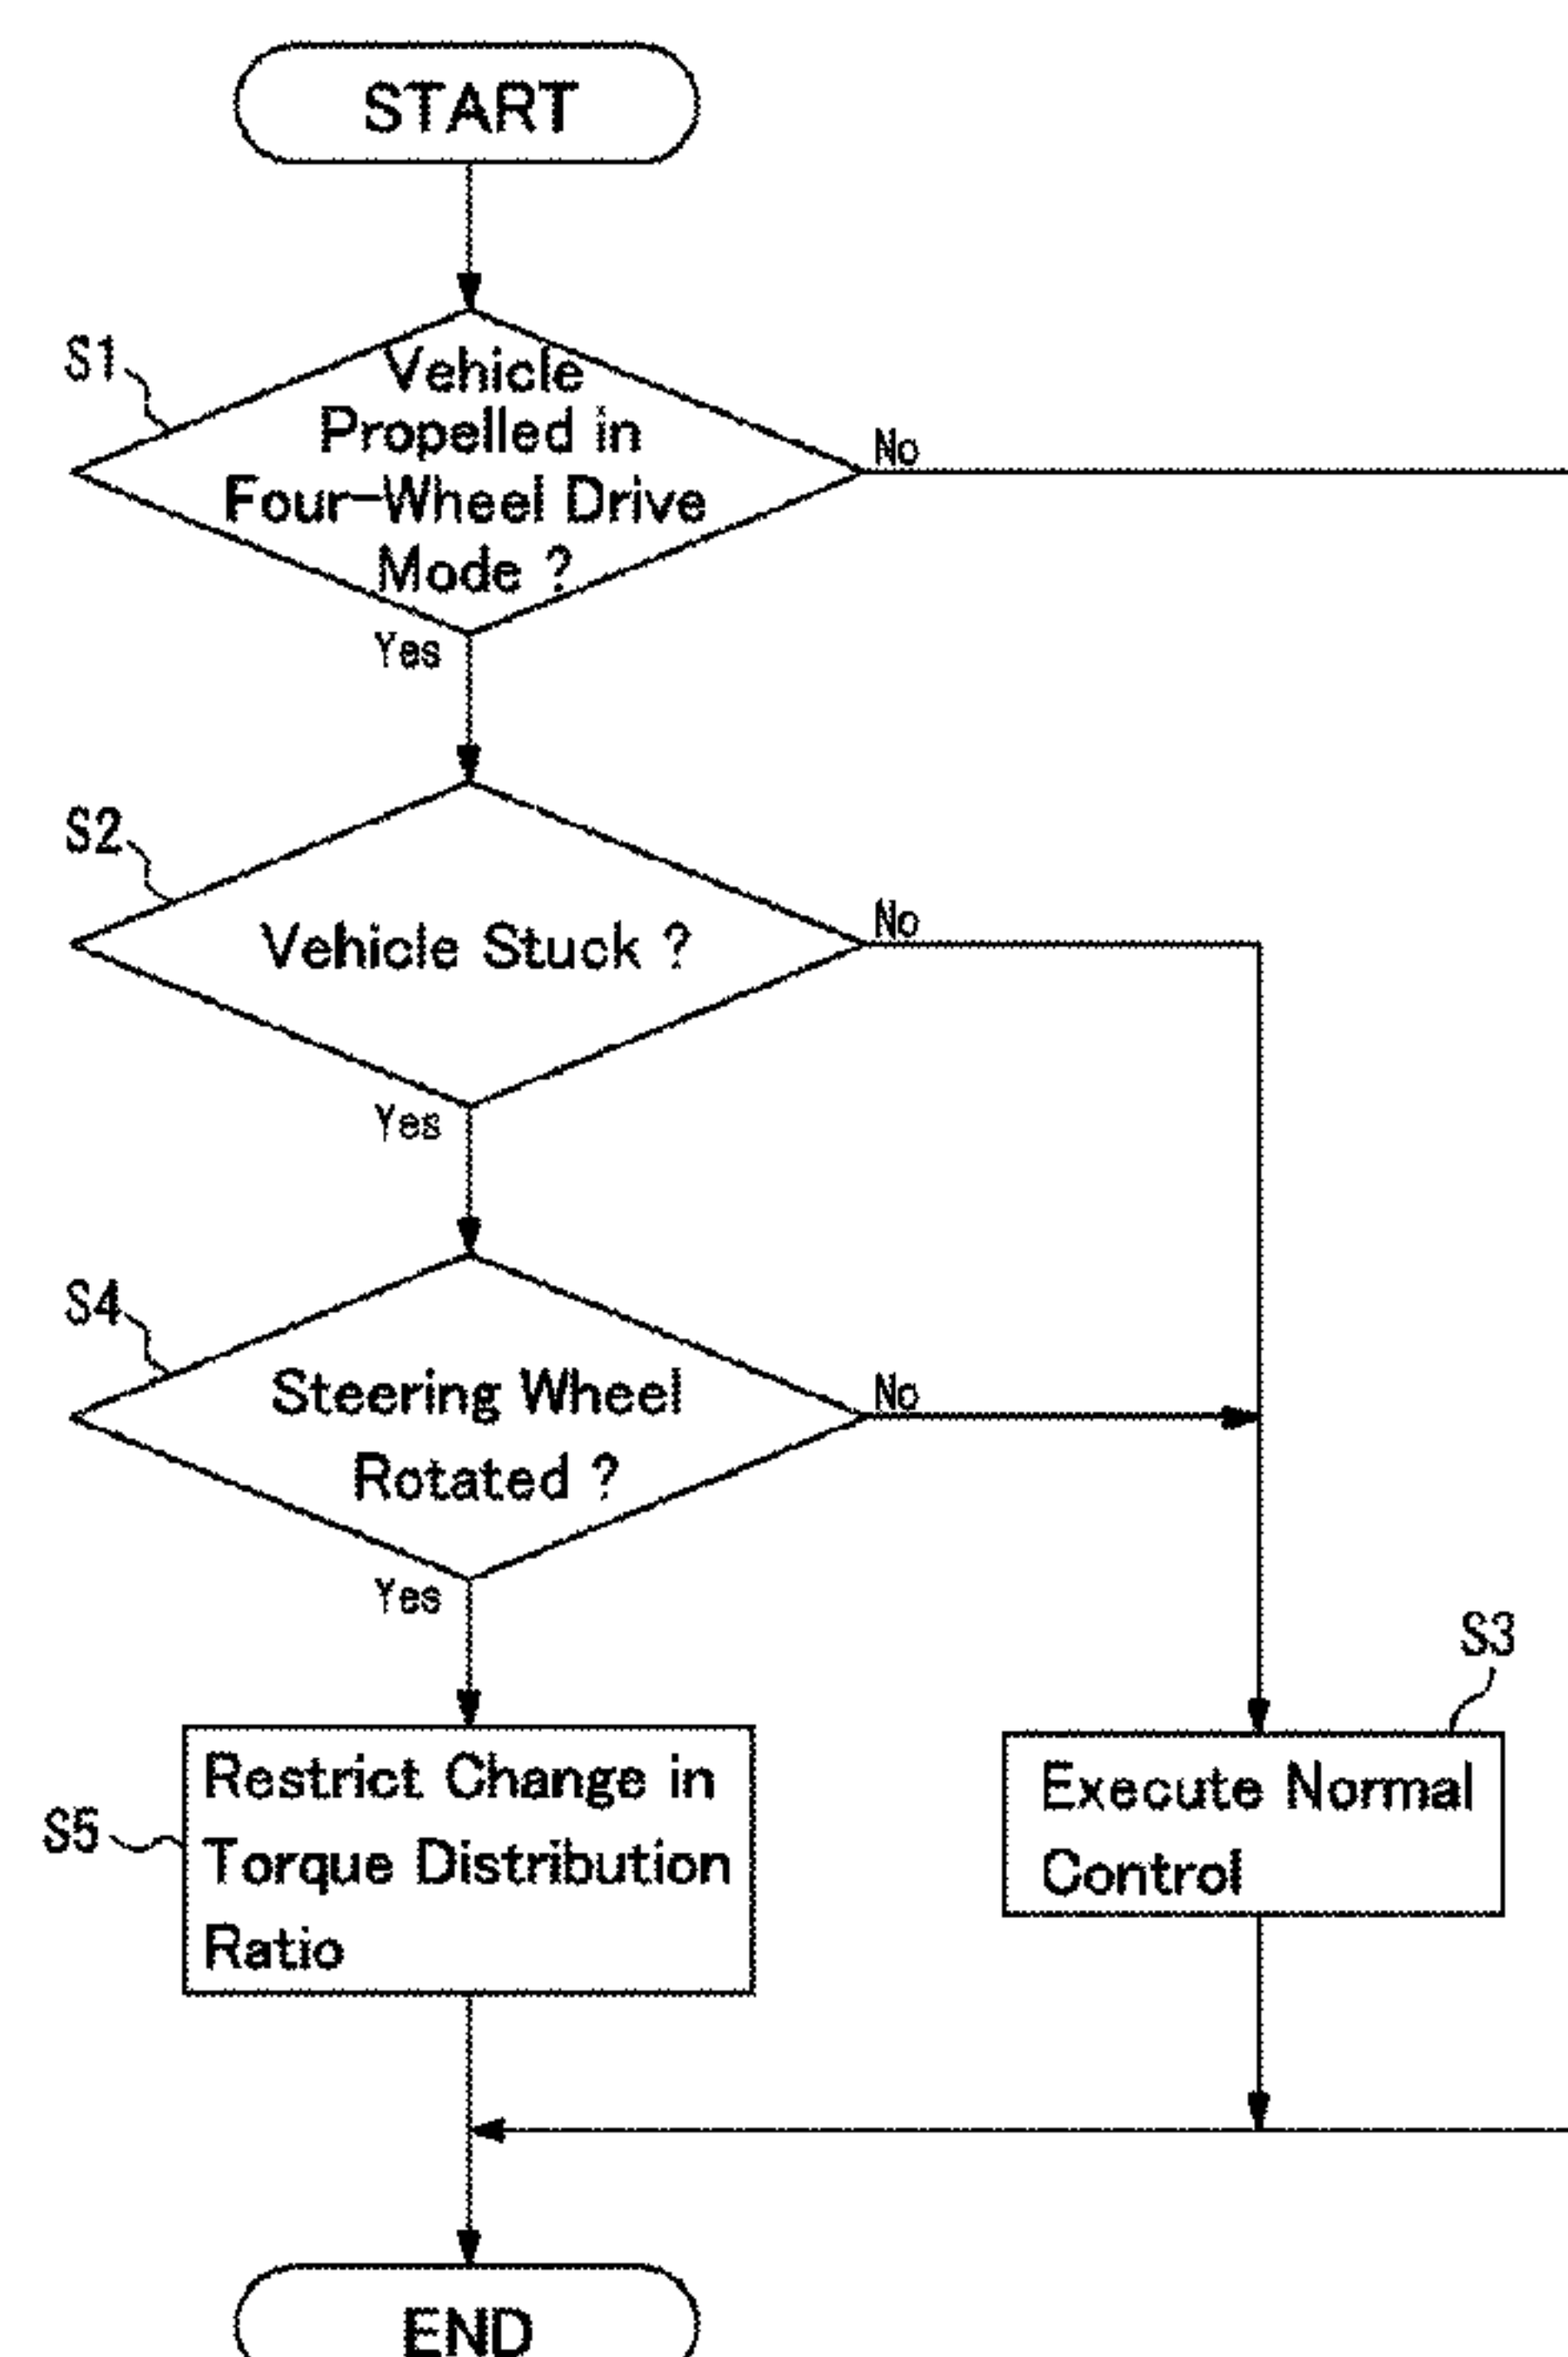 START
S1
Vehicle
Propelled in
Four-Wheel Drive
Mode ?
No
Yes
S2
Vehicle Stuck ?
No
Yes
S4
Steering Wheel
Rotated ?
No
Yes
S5
Restrict Change in
Torque Distribution
Ratio
S3
Execute Normal
Control
END